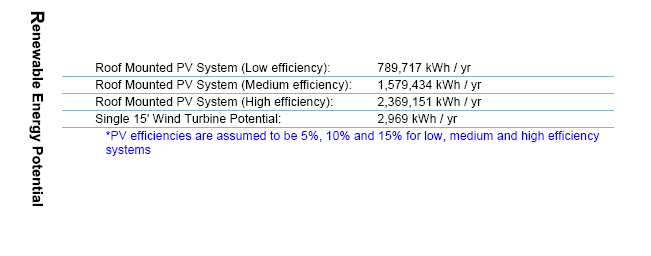 Renewable Energy Potential
Roof Mounted PV System (Low efficiency): 789,717 kWh / yr
Roof Mounted PV System (Medium efficiency): 1,579,434 kWh / yr
Roof Mounted PV System (High efficiency): 2,369,151 kWh / yr
Single 15' Wind Turbine Potential: 2,969 kWh / yr
*PV efficiencies are assumed to be 5%, 10% and 15% for low, medium and high efficiency
systems